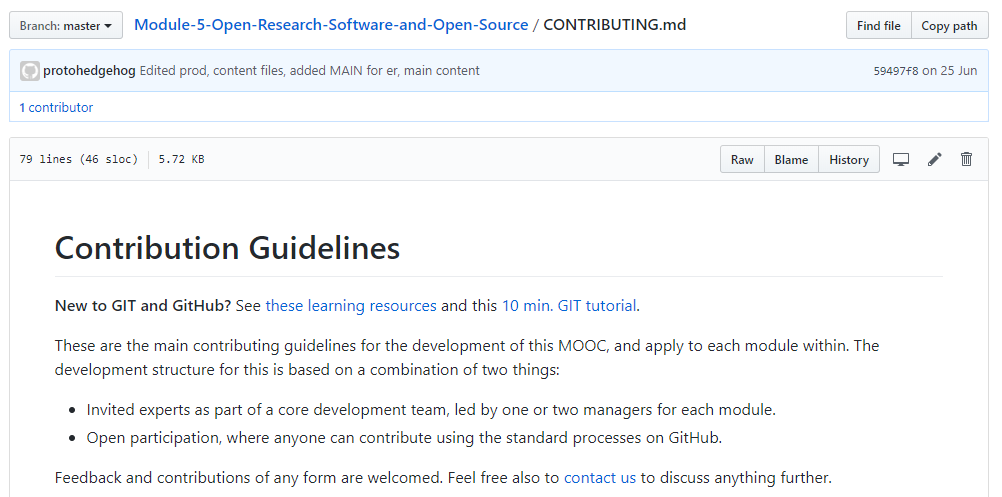 Branch: master Module-5-Open-Research-Software-and-Open-Source / CONTRIBUTING.md Find file Copy path
protohedgehog Edited prod, content files, added MAIN for er, main content 59497f8 on 25 Jun
1 contributor
79 lines (46 sloc) 5.72 KB Raw Blame History
Contribution Guidelines
New to GIT and GitHub? See these learning resources and this 10 min. GIT tutorial.
These are the main contributing guidelines for the development of this MOOC, and apply to each module within. The
development structure for this is based on a combination of two things:
• Invited experts as part of a core development team, led by one or two managers for each module.
• Open participation, where anyone can contribute using the standard processes on GitHub.
Feedback and contributions of any form are welcomed. Feel free also to contact us to discuss anything further.